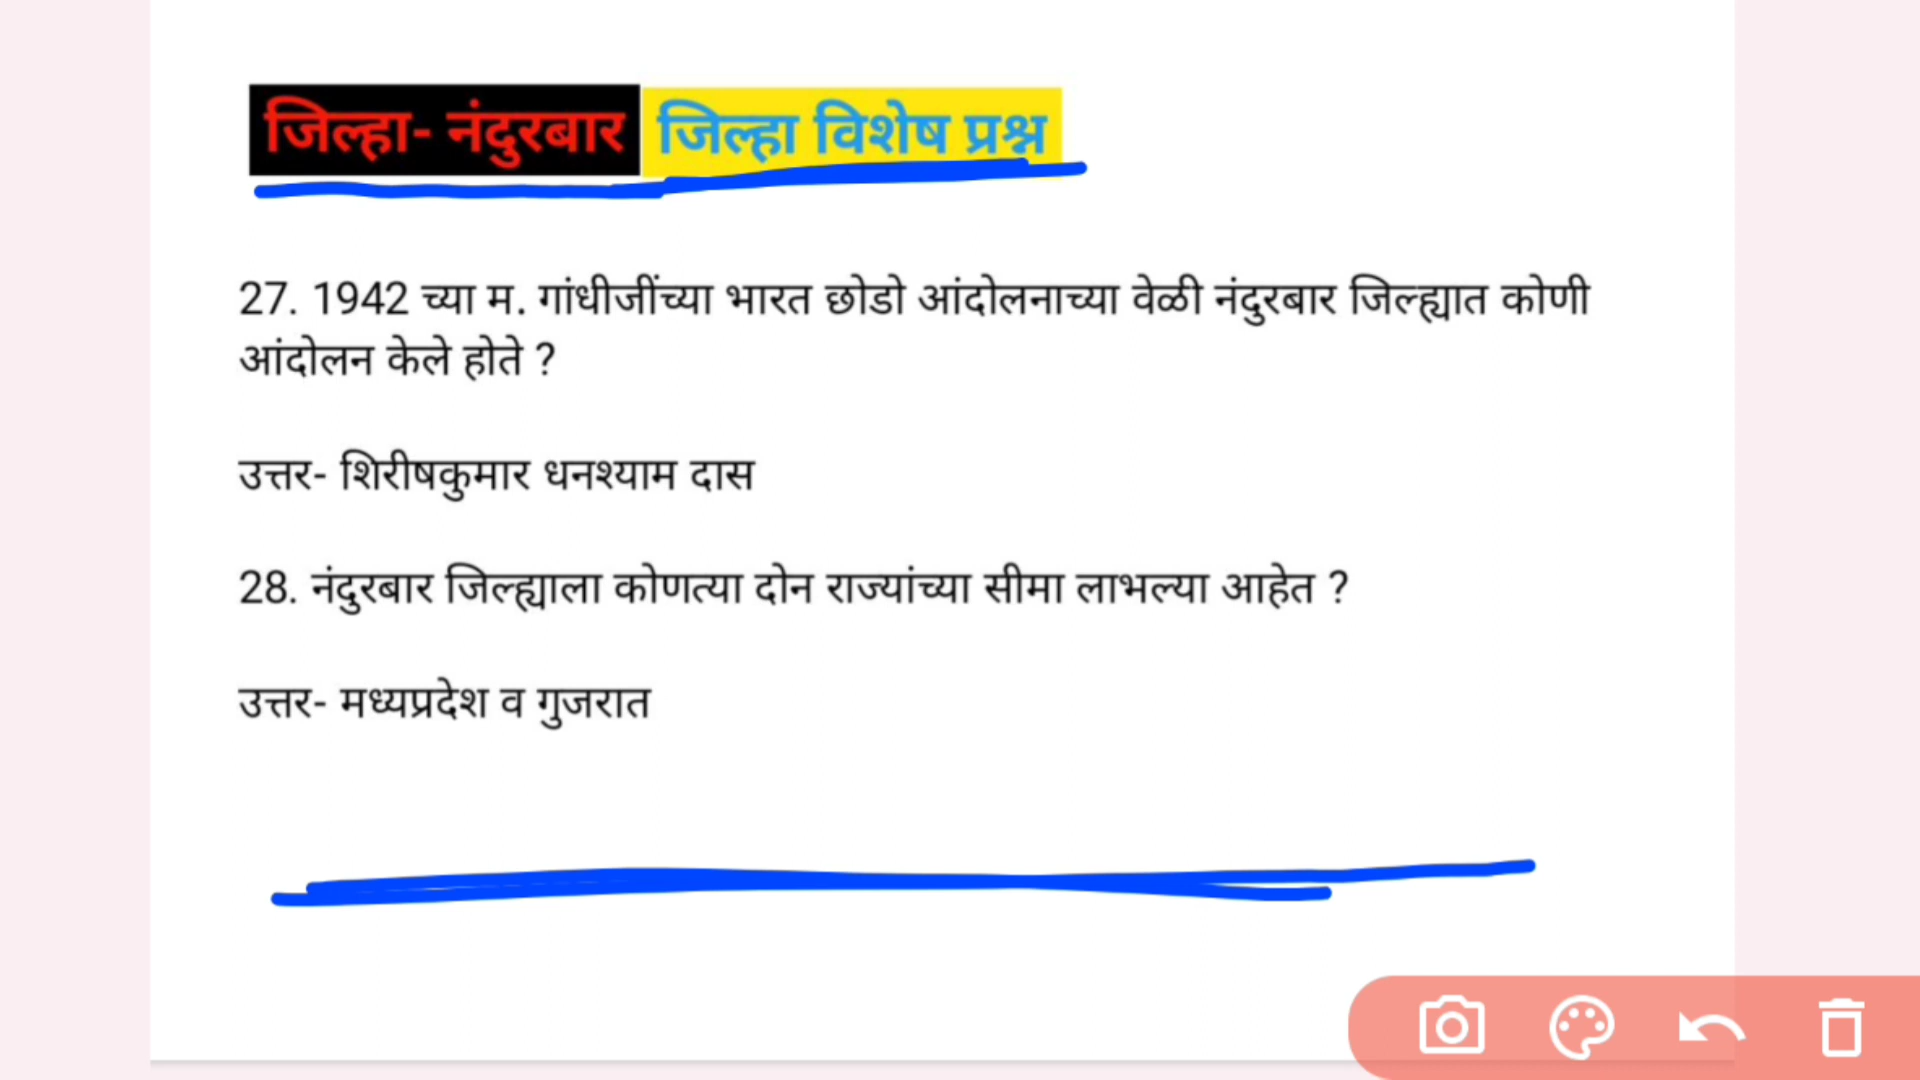 जिल्हा- नंदुरबार जिल्हा विशेष प्रश्न
27. 1942 च्या म. गांधीजींच्या भारत छोडो आंदोलनाच्या वेळी नंदुरबार जिल्ह्यात कोणी
आंदोलन केले होते ?
उत्तर- शिरीषकुमार धनश्याम दास
28. नंदुरबार जिल्ह्याला कोणत्या दोन राज्यांच्या सीमा लाभल्या आहेत ?
उत्तर- मध्यप्रदेश व गुजरात